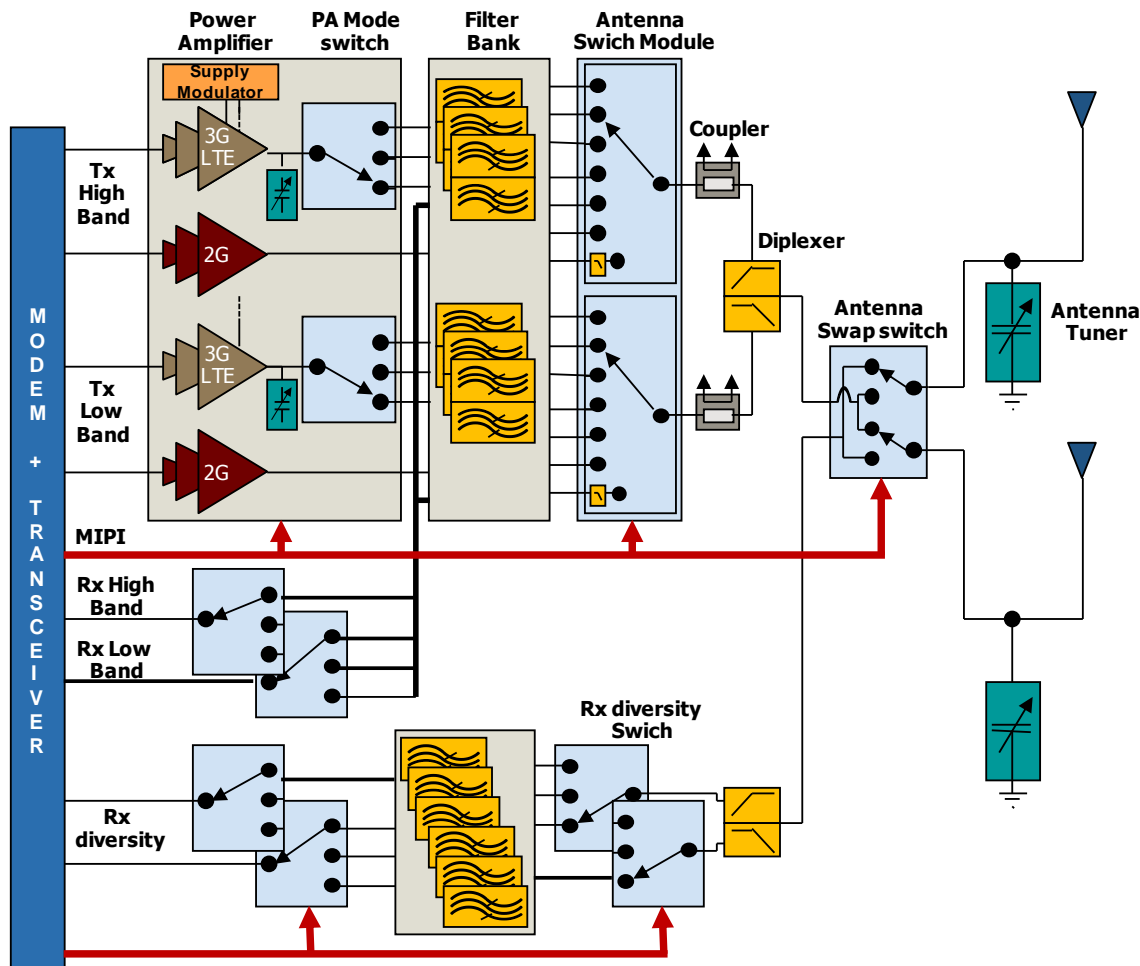 Power
Amplifier
PA Mode
switch
Filter
Bank
Antenna
Swich Module
Supply
Modulator
3G
LTE
Coupler
Tx
High
Band
2G
Diplexer
Antenna
Swap switch
Antenna
Tuner
3G
LTE
Tx
Low
Band
2G
MODEM + TRANSCEIVER
MIPI
Rx High
Band
Rx Low
Band
Rx diversity
Swich
Rx
diversity